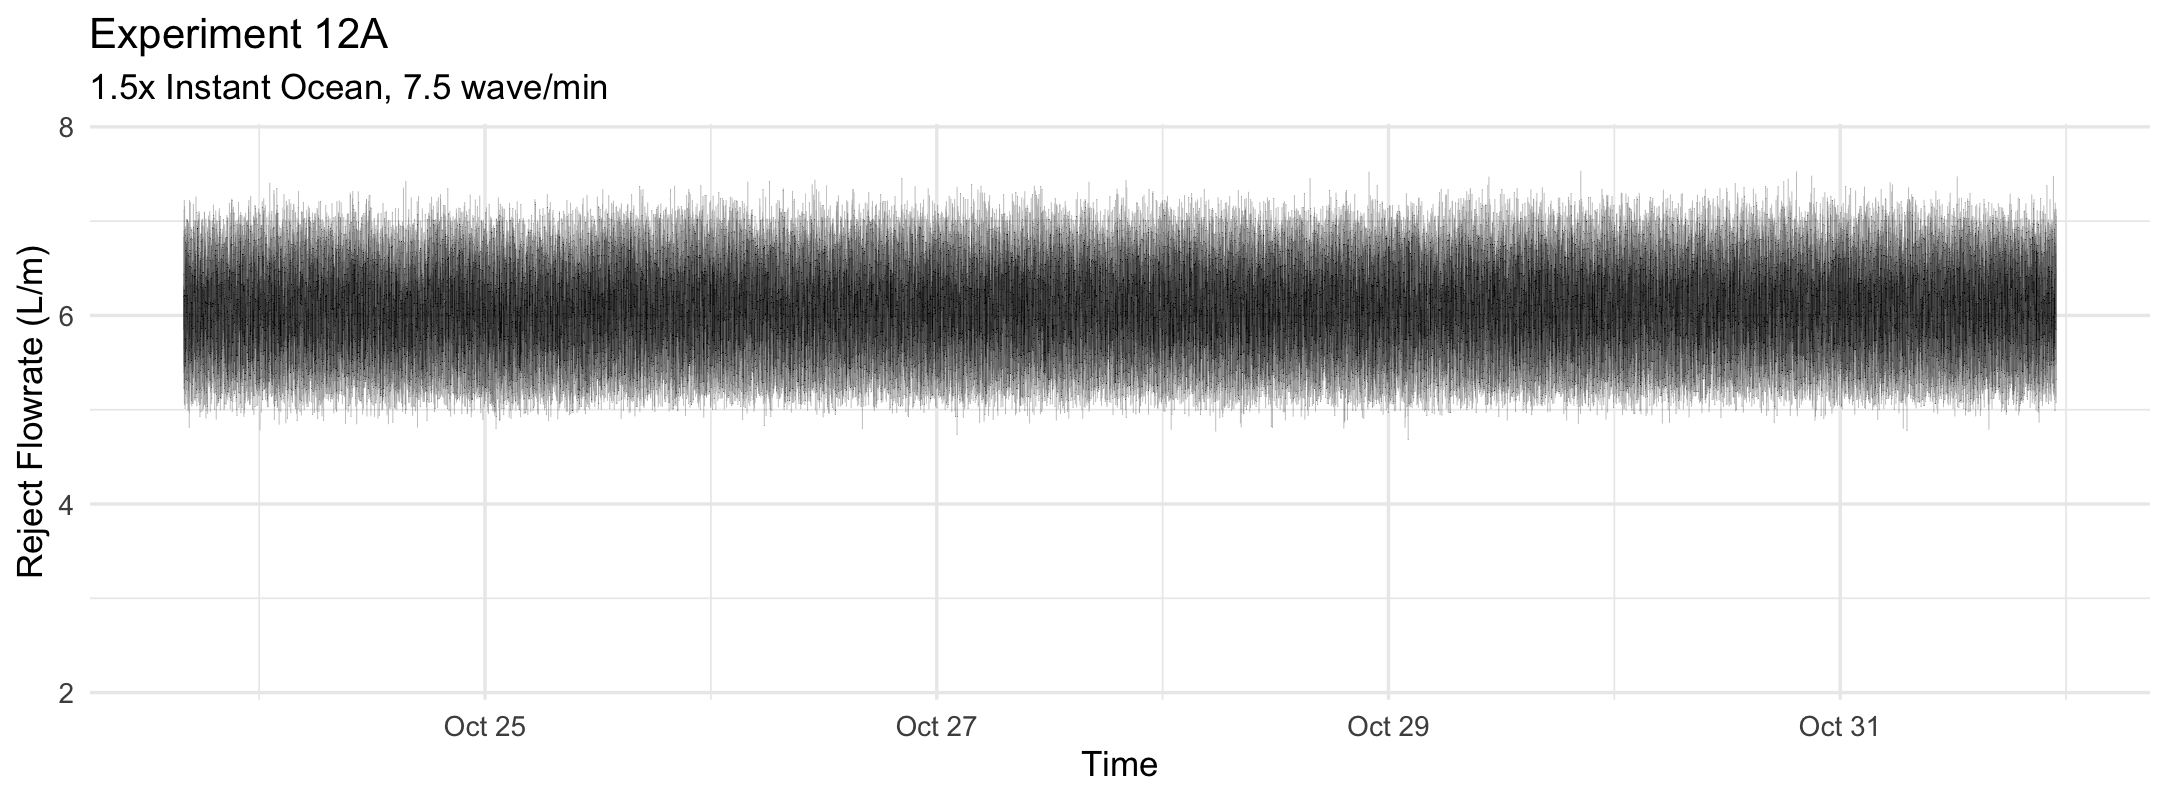 Experiment 12A
1.5x Instant Ocean, 7.5 wave/min
Reject Flowrate (L/m)
8
6
4
2
Oct 25
Oct 27
Oct 29
Oct 31
Time